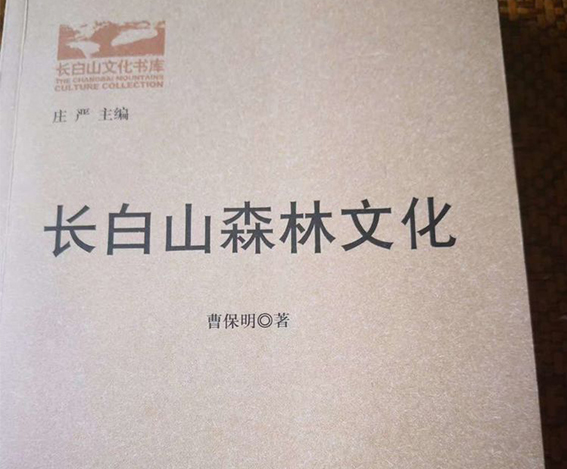 长白山文化书库
THE CHANGBAI MOUNTAINS
CULTURE COLLECTION
庄 严 主编
长白山森林文化
曹保明◎著